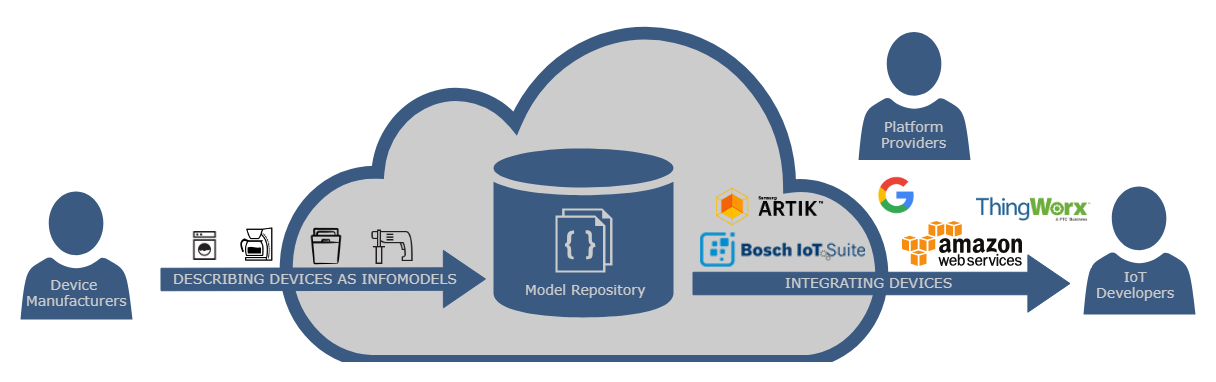 Platform
Providers
Samsung
ARTIK™
G
ThingWorx
A PTC Business
Bosch IoT Suite
amazon
web services
Device
Manufacturers
DESCRIBING DEVICES AS INFOMODELS
{ }
Model Repository
INTEGRATING DEVICES
IoT
Developers